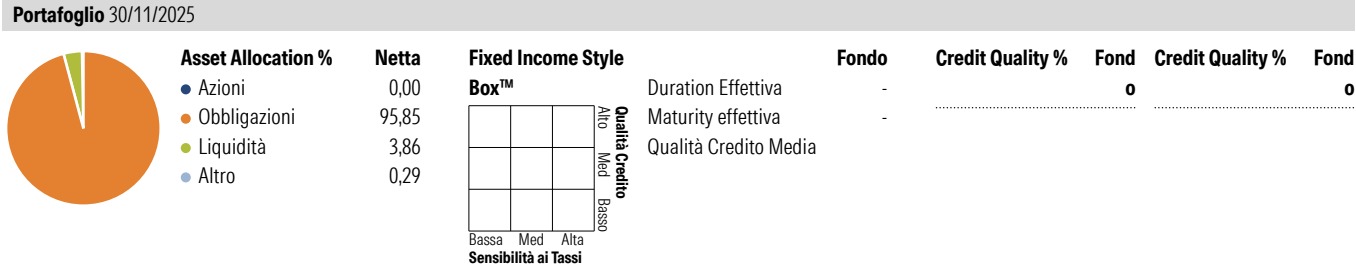 Portafoglio 30/11/2025
Asset Allocation % Netta
Azioni 0,00
Obbligazioni 95,85
Liquidità 3,86
Altro 0,29
Fixed Income Style
Box™
Alto Med Basso
Qualità Credito
Bassa Med Alta
Sensibilità ai Tassi
Fondo
Duration Effettiva -
Maturity effettiva -
Qualità Credito Media
Credit Quality % Fond
o
Credit Quality % Fond
o